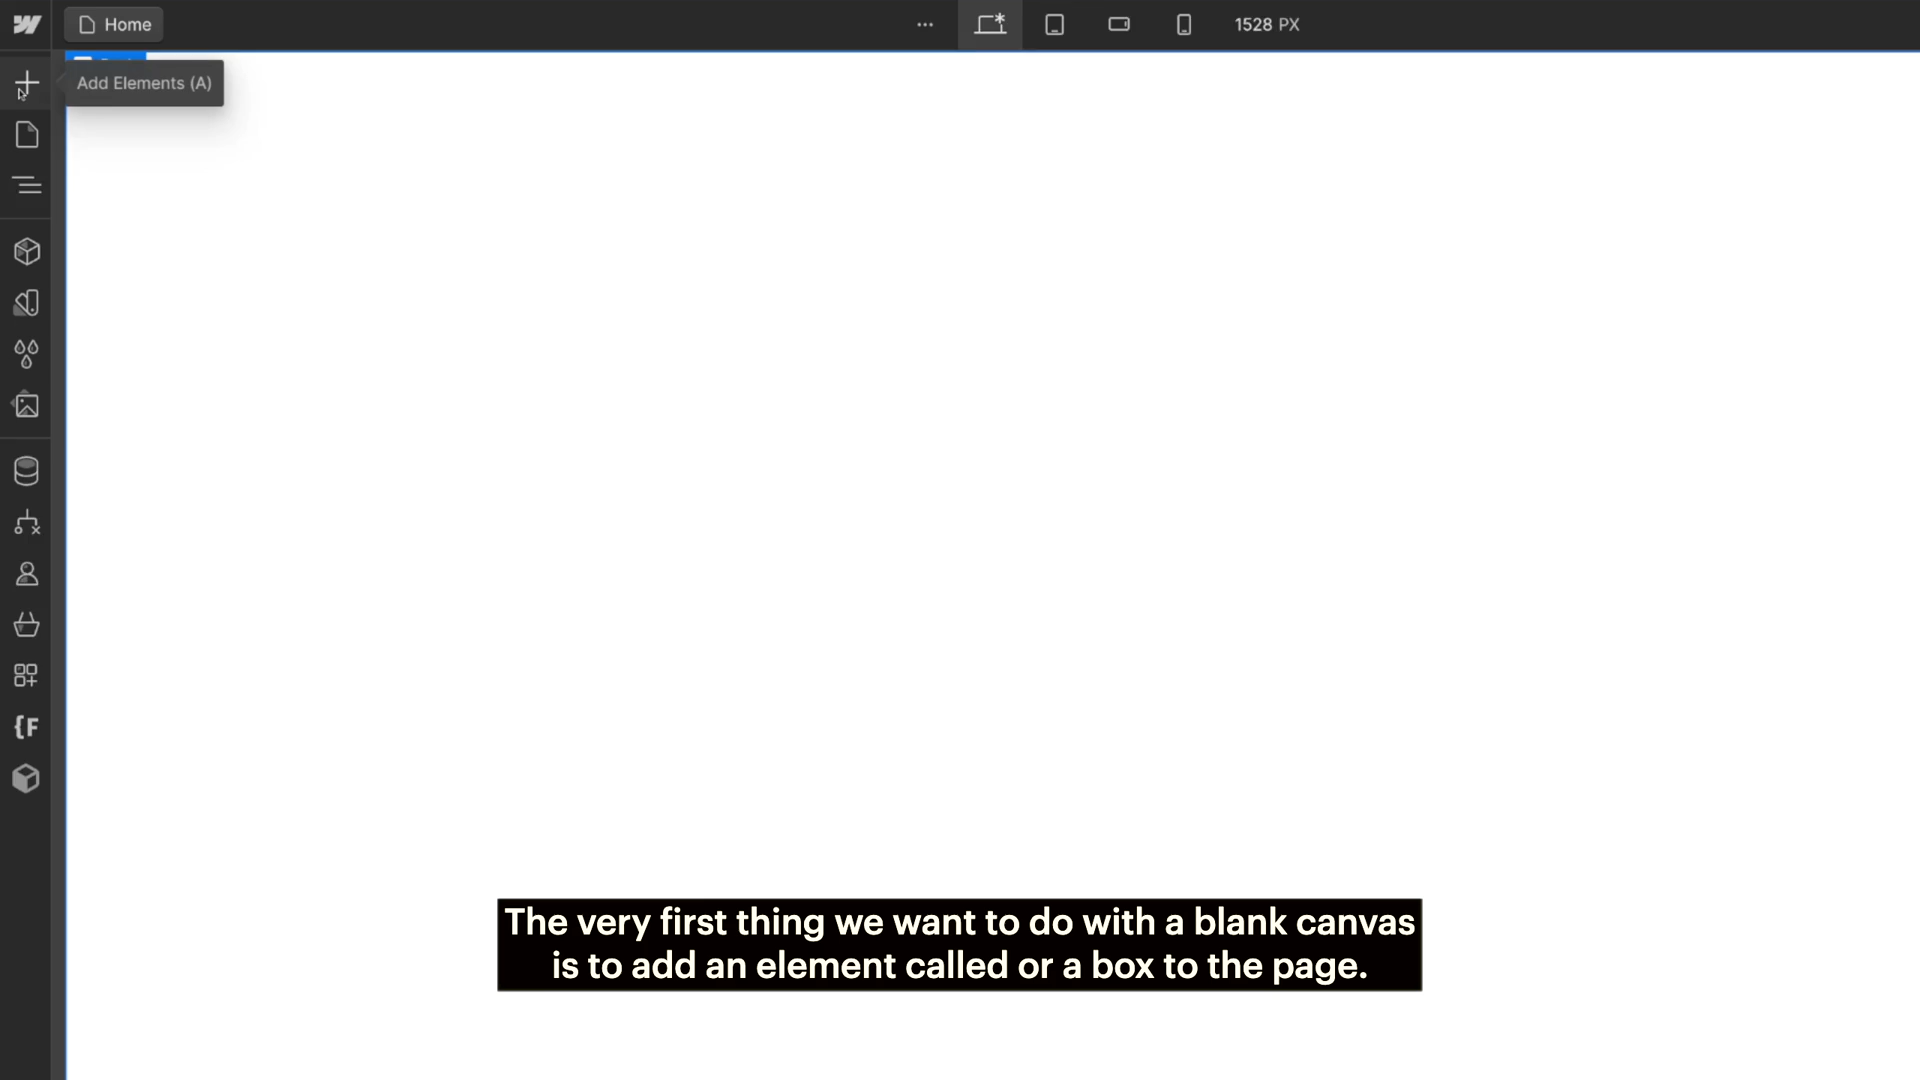 Home
1528 PX
Add Elements (A)
{F
The very first thing we want to do with a blank canvas
is to add an element called or a box to the page.